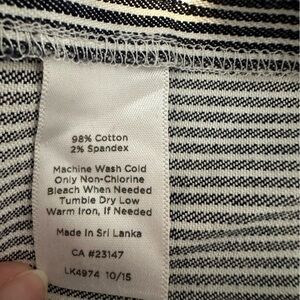 98% Cotton
2% Spandex
Machine Wash Cold
Only Non-Chlorine
Bleach When Needed
Tumble Dry Low
Warm Iron, If Needed
Made In Sri Lanka
CA #23147
LK4974 10/15